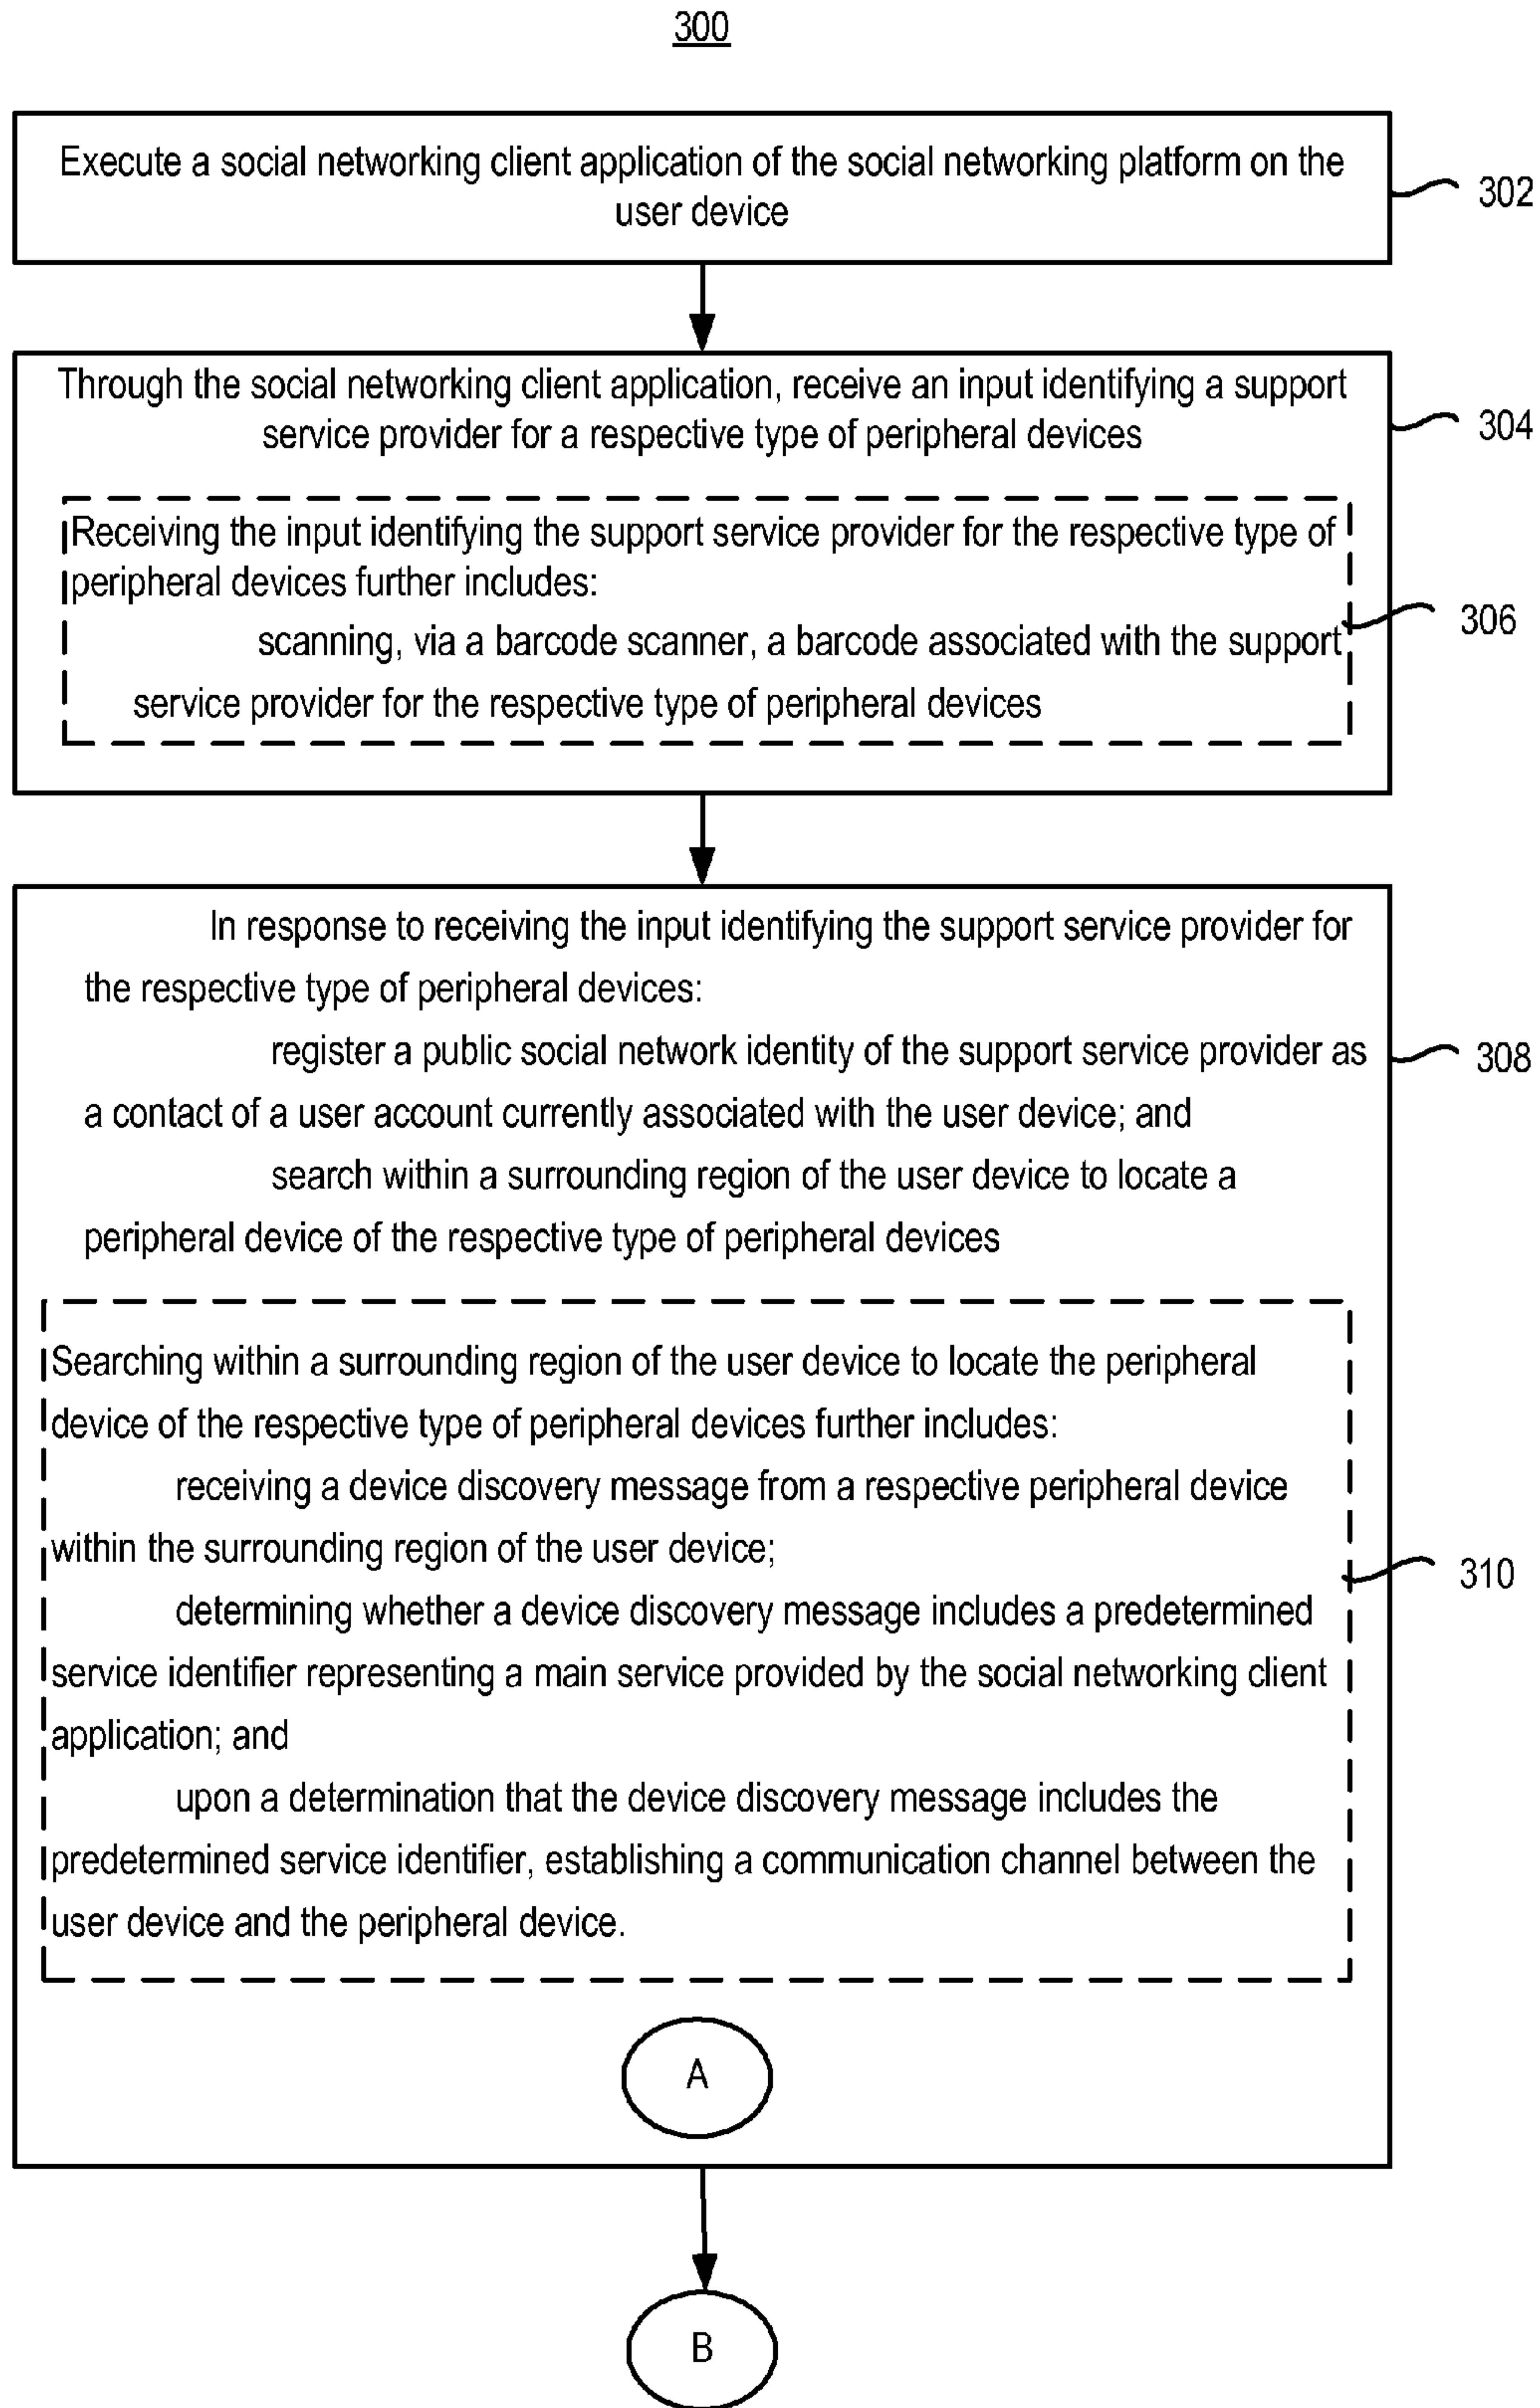 300
Execute a social networking client application of the social networking platform on the
user device
302
Through the social networking client application, receive an input identifying a support
service provider for a respective type of peripheral devices
304
Receiving the input identifying the support service provider for the respective type of
peripheral devices further includes:
scanning, via a barcode scanner, a barcode associated with the support
service provider for the respective type of peripheral devices
306
In response to receiving the input identifying the support service provider for
the respective type of peripheral devices:
register a public social network identity of the support service provider as
a contact of a user account currently associated with the user device; and
search within a surrounding region of the user device to locate a
peripheral device of the respective type of peripheral devices
308
Searching within a surrounding region of the user device to locate the peripheral
device of the respective type of peripheral devices further includes:
receiving a device discovery message from a respective peripheral device
within the surrounding region of the user device;
determining whether a device discovery message includes a predetermined
service identifier representing a main service provided by the social networking client
application; and
upon a determination that the device discovery message includes the
predetermined service identifier, establishing a communication channel between the
user device and the peripheral device.
310
A
B